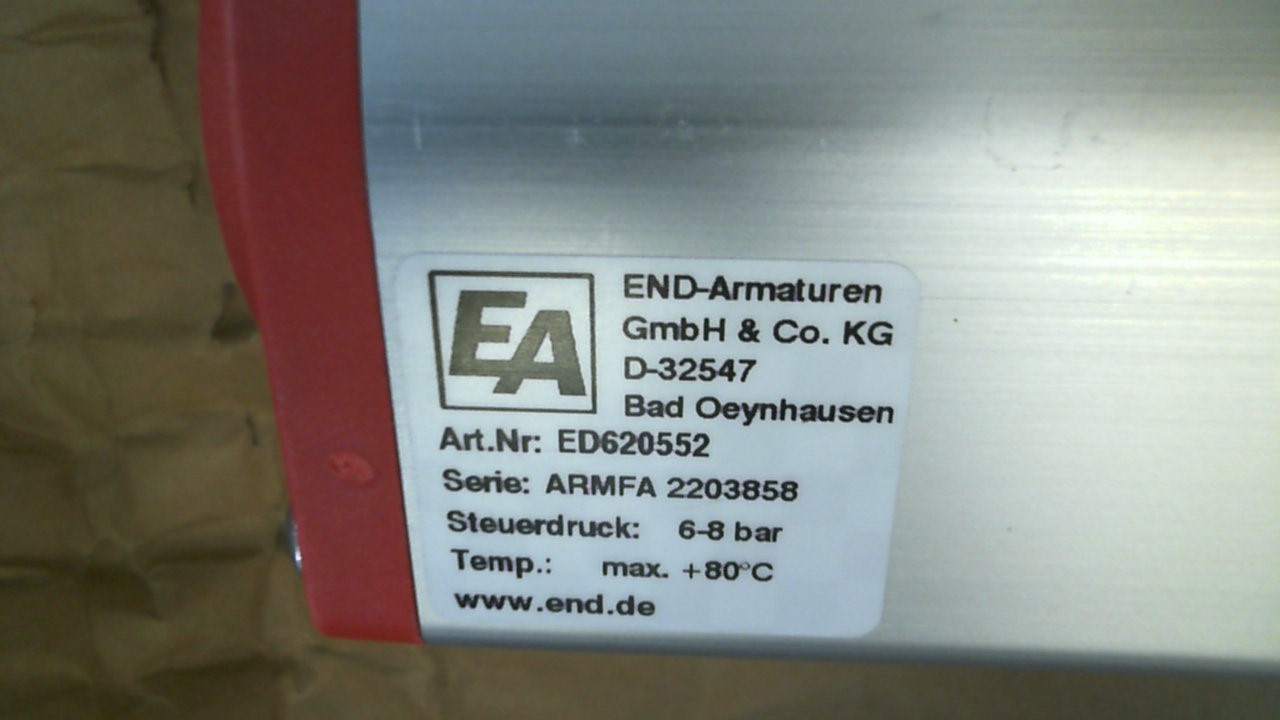 EA
END-Armaturen
GmbH & Co. KG
D-32547
Bad Oeynhausen
Art.Nr: ED620552
Serie: ARMFA 2203858
Steuerdruck: 6-8 bar
Temp.: max. +80°C
www.end.de